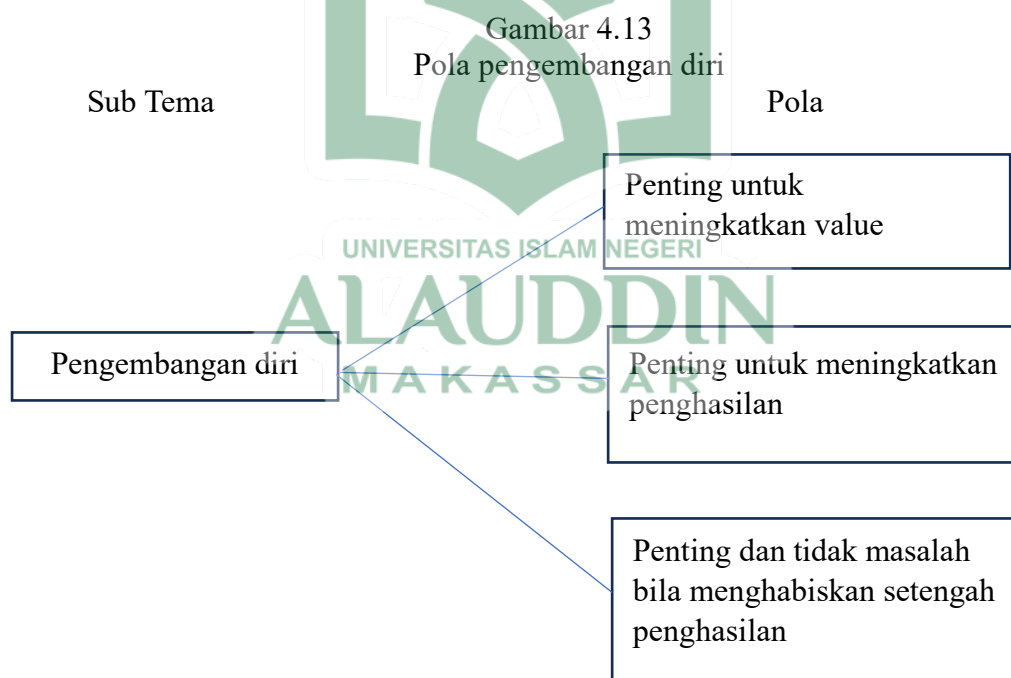 Gambar 4.13
Pola pengembangan diri
Sub Tema
Pola
Penting untuk
meningkatkan value
UNIVERSITAS ISLAM NEGERI
ALAUDDIN
MAKASSAR
Pengembangan diri
Penting untuk meningkatkan
penghasilan
Penting dan tidak masalah
bila menghabiskan setengah
penghasilan